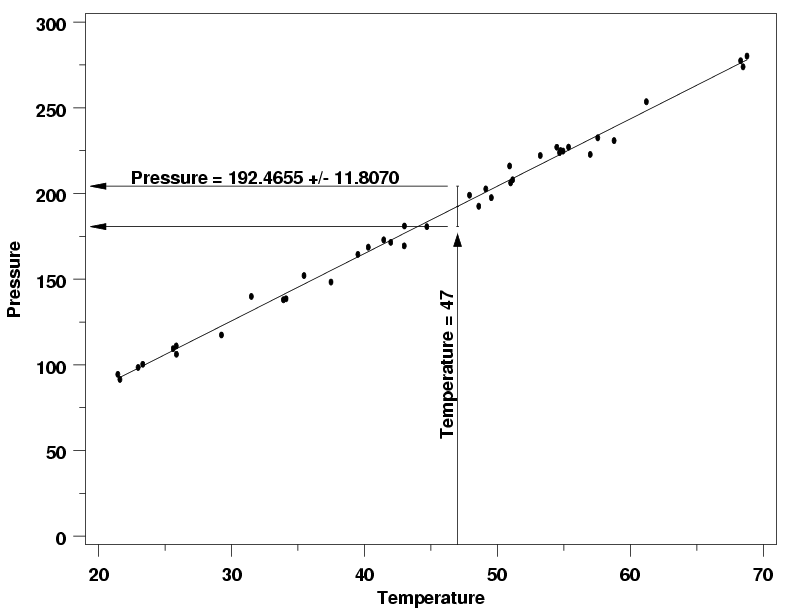 300
250
200
150
100
50
0
Pressure
Pressure = 192.4655 +/- 11.8070
Temperature = 47
20 30 40 50 60 70
Temperature